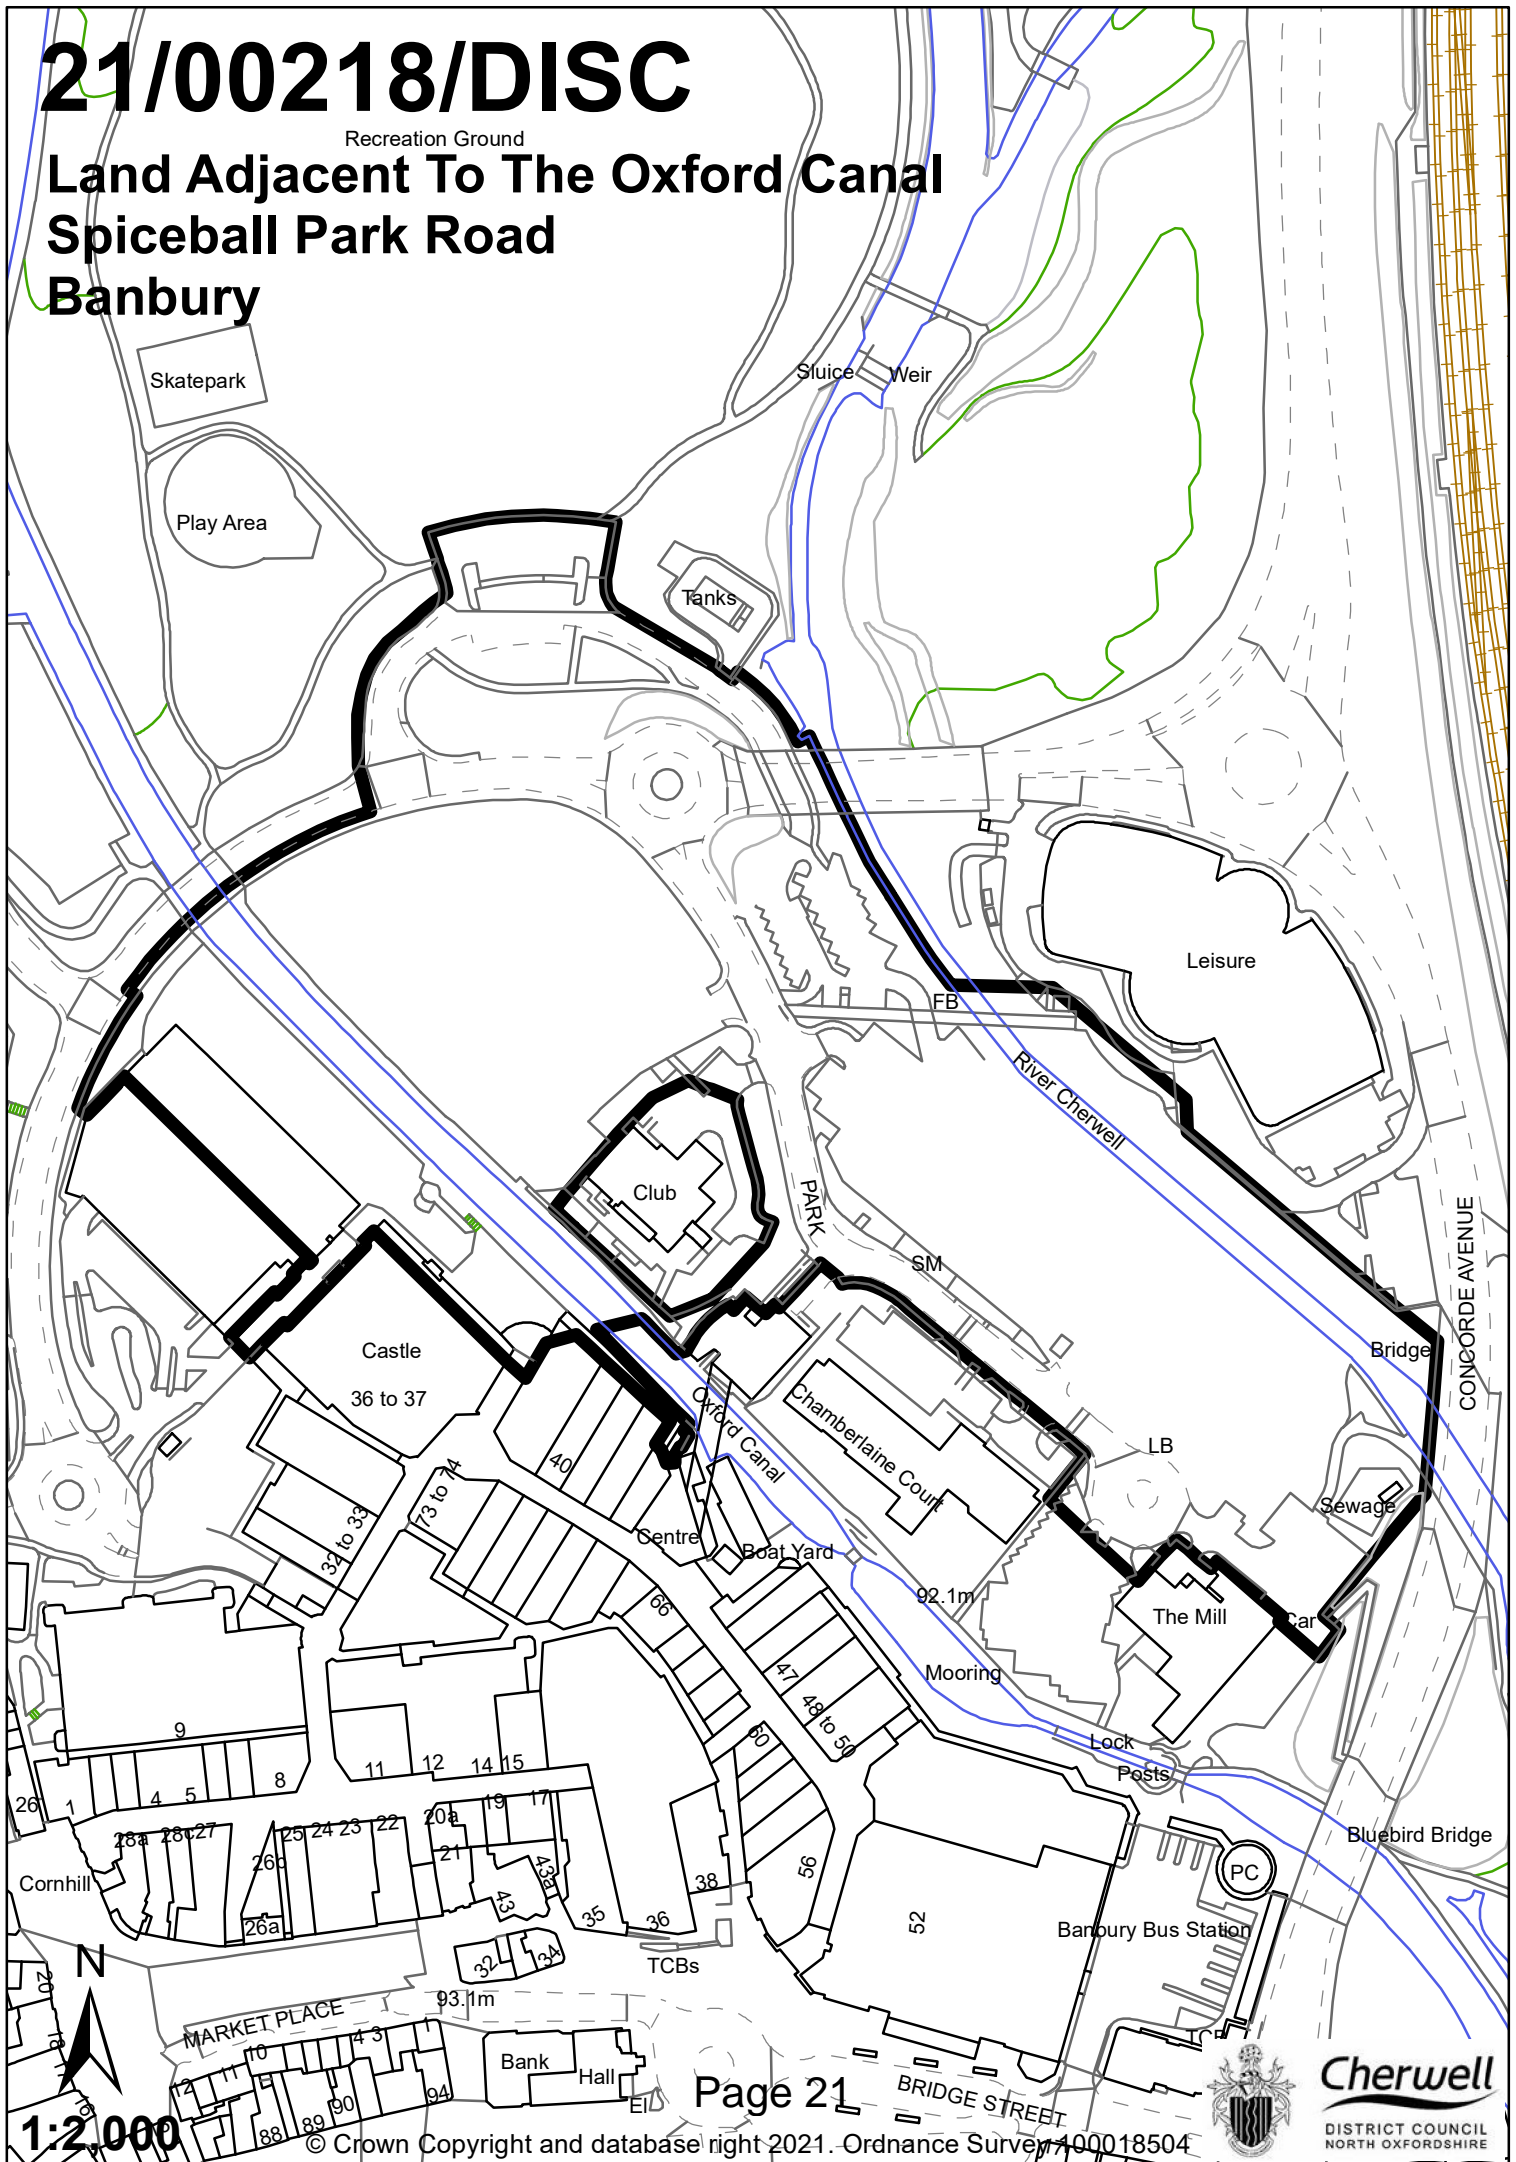 21/00218/DISC
Recreation Ground
Land Adjacent To The Oxford Canal
Spiceball Park Road
Banbury
Skatepark
Sluice
Weir
Play Area
Tanks
Leisure
FB
River Cherwell
Club
PARK
SM
CONCORDE AVENUE
Bridge
Castle
36 to 37
Oxford Canal
Chamberlaine Court
LB
40
73 to 74
Sewage
32 to 33
Centre
Boat Yard
92.1m
The Mill
Car
66
Mooring
47
48 to 50
60
9
Lock
Posts
11
12
14
15
8
26
1
4
5
17
19
20a
22
23
24
25
28a
28c
27
21
26c
43a
43
Bluebird Bridge
56
PC
Cornhill
38
35
36
52
26a
Banbury Bus Station
32
34
TCBs
N
20
93.1m
MARKET PLACE
18
10
4
3
1
11
12
Bank
Hall
16
94
90
89
88
El
Page 21
BRIDGE STREET
Cherwell
DISTRICT COUNCIL
NORTH OXFORDSHIRE
1:2,000
© Crown Copyright and database right 2021. Ordnance Survey 100018504